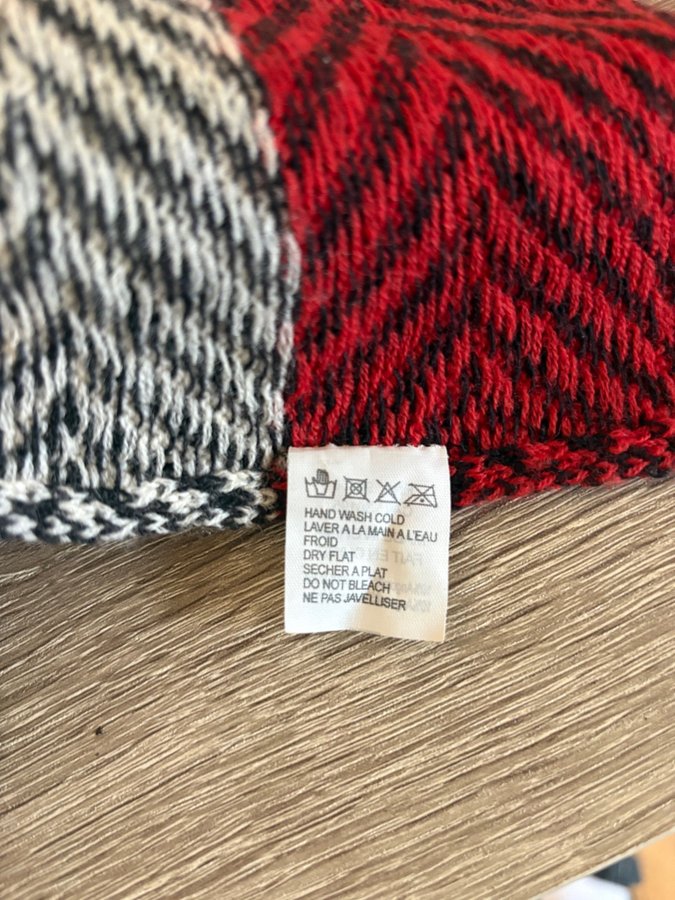 HAND WASH COLD
LAVER A LA MAIN A L'EAU
FROID
DRY FLAT
SECHER A PLAT
DO NOT BLEACH
NE PAS JAVELLISER